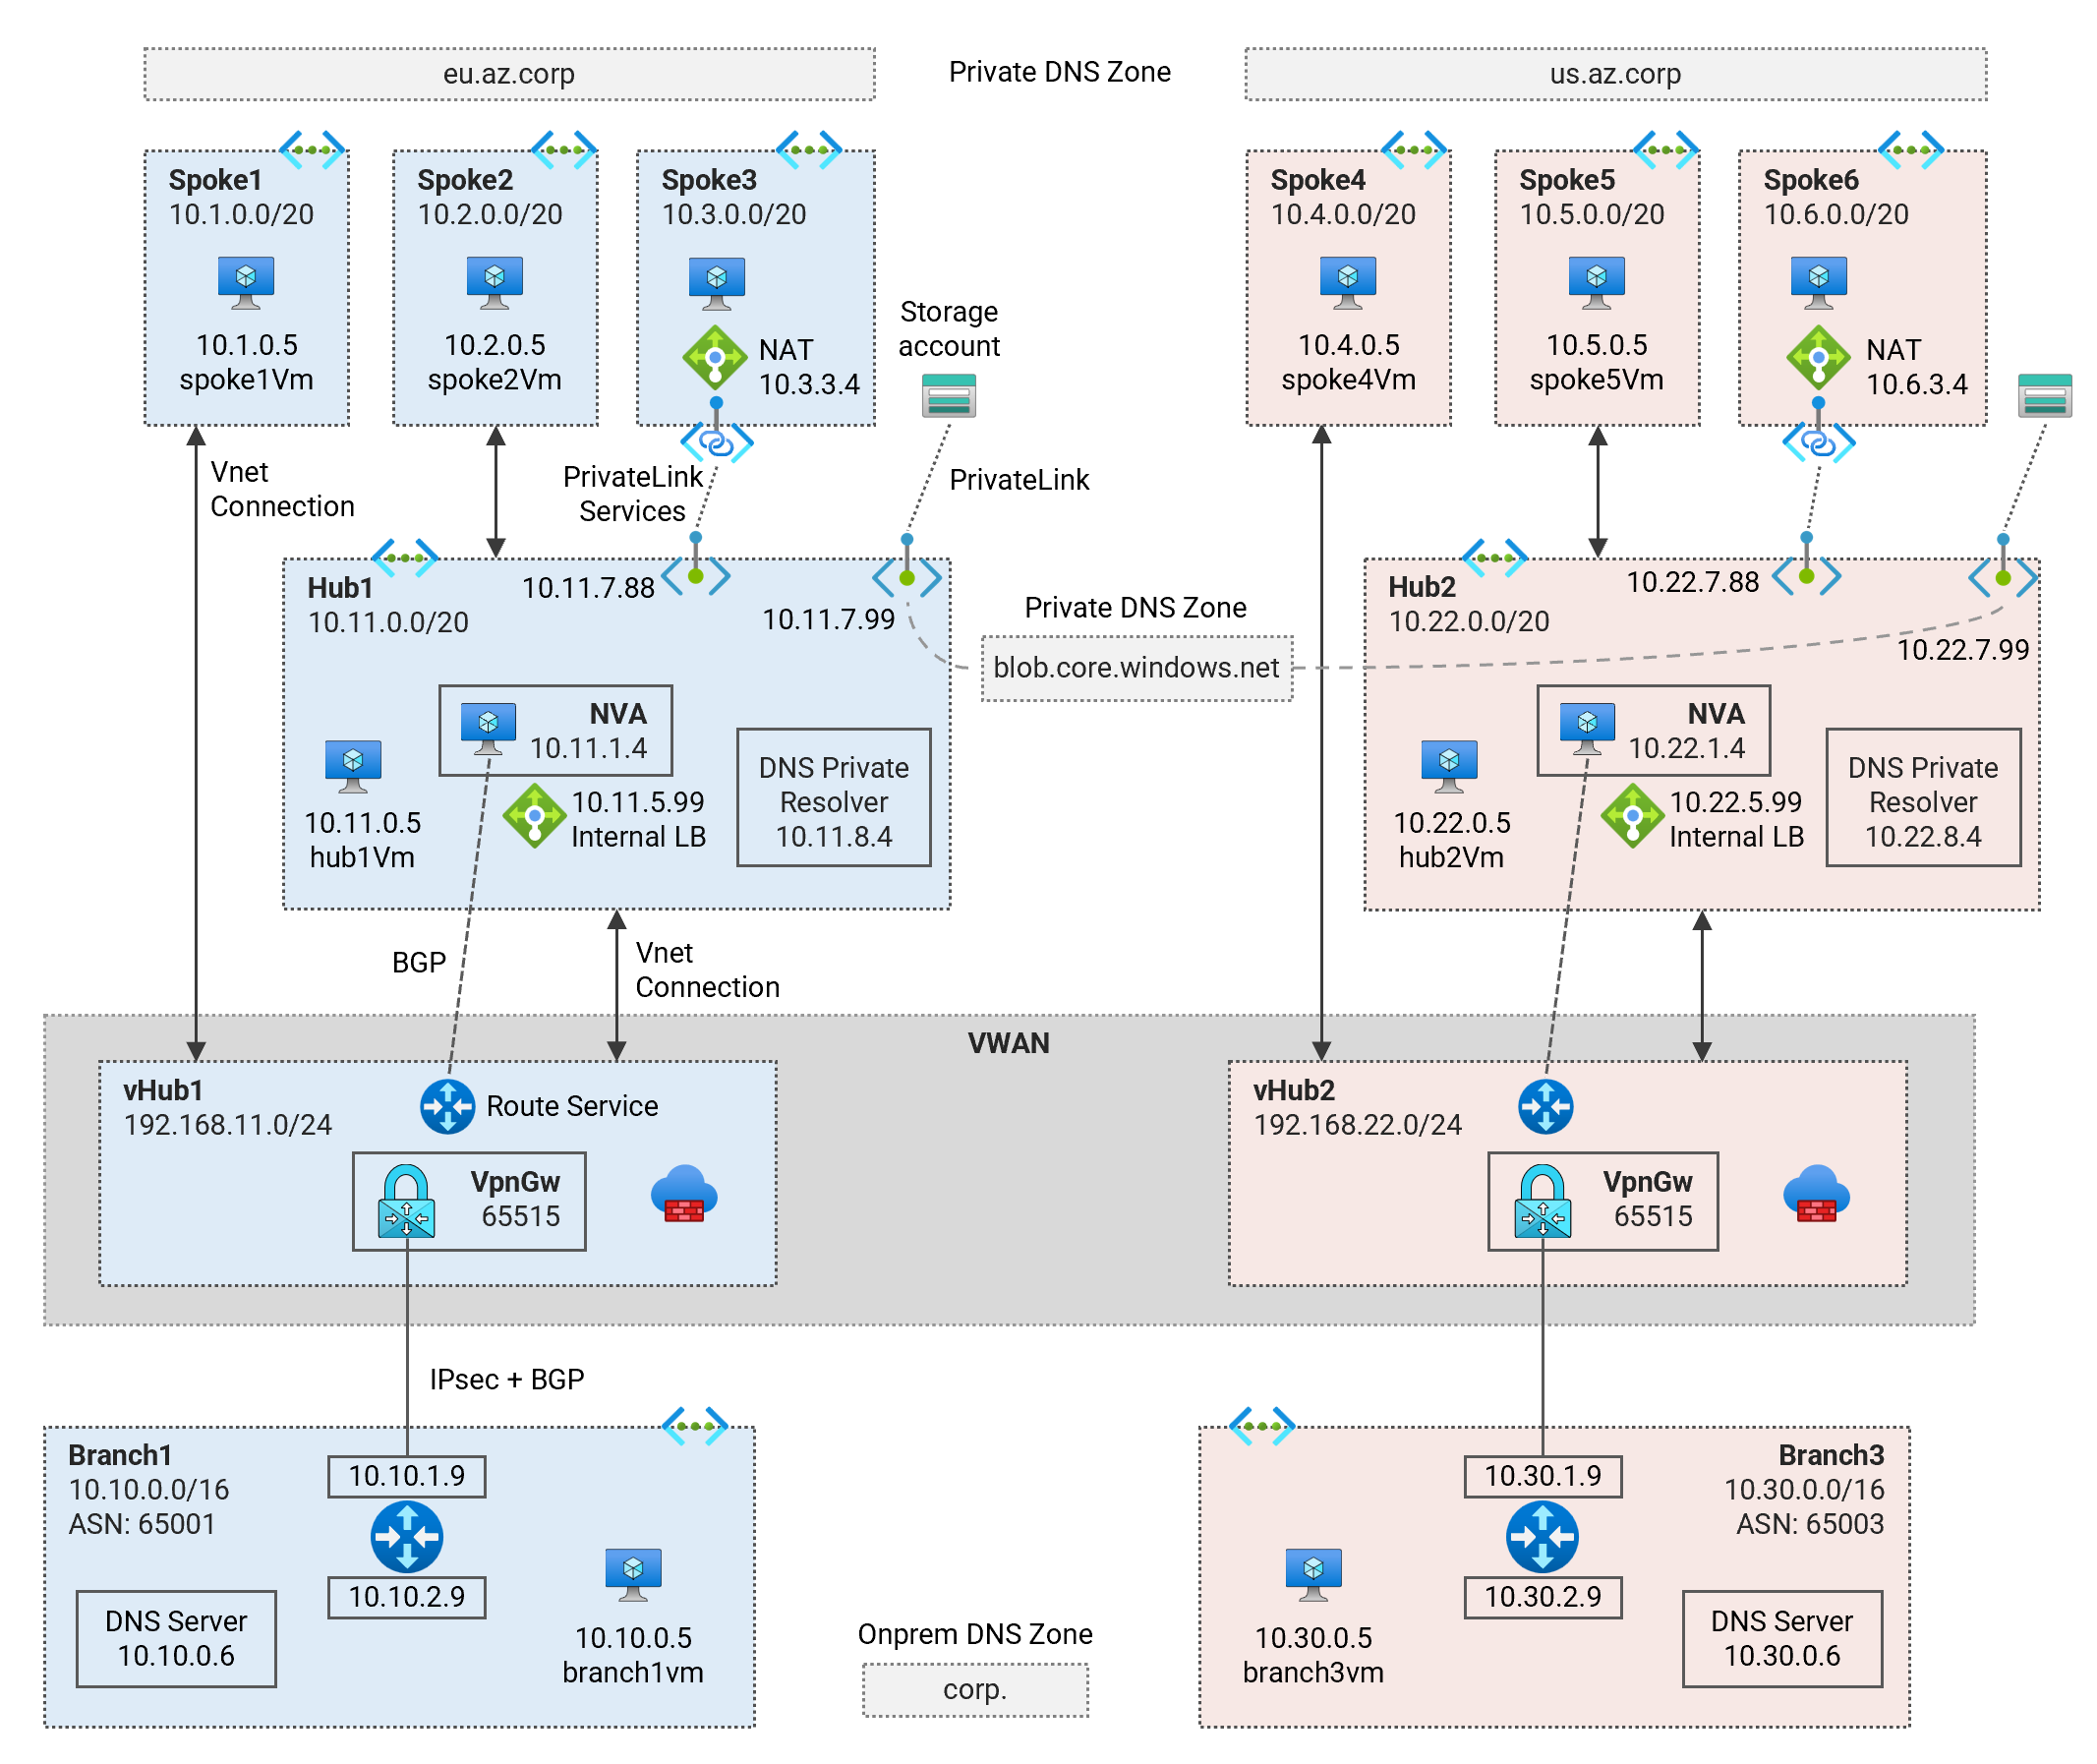 eu.az.corp
Private DNS Zone
us.az.corp
Spoke1
10.1.0.0/20
10.1.0.5
spoke1Vm
Spoke2
10.2.0.0/20
10.2.0.5
spoke2Vm
Spoke3
10.3.0.0/20
NAT
10.3.3.4
Storage
account
Spoke4
10.4.0.0/20
10.4.0.5
spoke4Vm
Spoke5
10.5.0.0/20
10.5.0.5
spoke5Vm
Spoke6
10.6.0.0/20
NAT
10.6.3.4
Vnet
Connection
PrivateLink
Services
PrivateLink
Hub1
10.11.0.0/20
10.11.7.88
10.11.7.99
NVA
10.11.1.4
10.11.0.5
hub1Vm
10.11.5.99
Internal LB
DNS Private
Resolver
10.11.8.4
Private DNS Zone
blob.core.windows.net
Hub2
10.22.0.0/20
10.22.7.88
10.22.7.99
NVA
10.22.1.4
10.22.0.5
hub2Vm
10.22.5.99
Internal LB
DNS Private
Resolver
10.22.8.4
BGP
Vnet
Connection
VWAN
vHub1
192.168.11.0/24
Route Service
VpnGw
65515
vHub2
192.168.22.0/24
VpnGw
65515
IPsec + BGP
Branch1
10.10.0.0/16
ASN: 65001
10.10.1.9
10.10.2.9
DNS Server
10.10.0.6
10.10.0.5
branch1vm
Onprem DNS Zone
corp.
Branch3
10.30.0.0/16
ASN: 65003
10.30.1.9
10.30.2.9
10.30.0.5
branch3vm
DNS Server
10.30.0.6